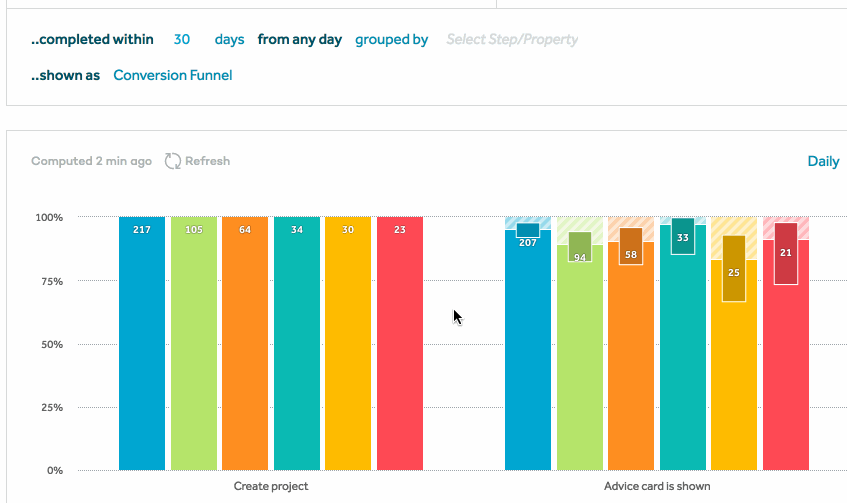 ..completed within 30 days from any day grouped by Select Step/Property
..shown as Conversion Funnel
Computed 2 min ago Refresh Daily
100%
217 105 64 34 30 23 207 94 58 33 25 21
75%
50%
25%
0%
Create project Advice card is shown